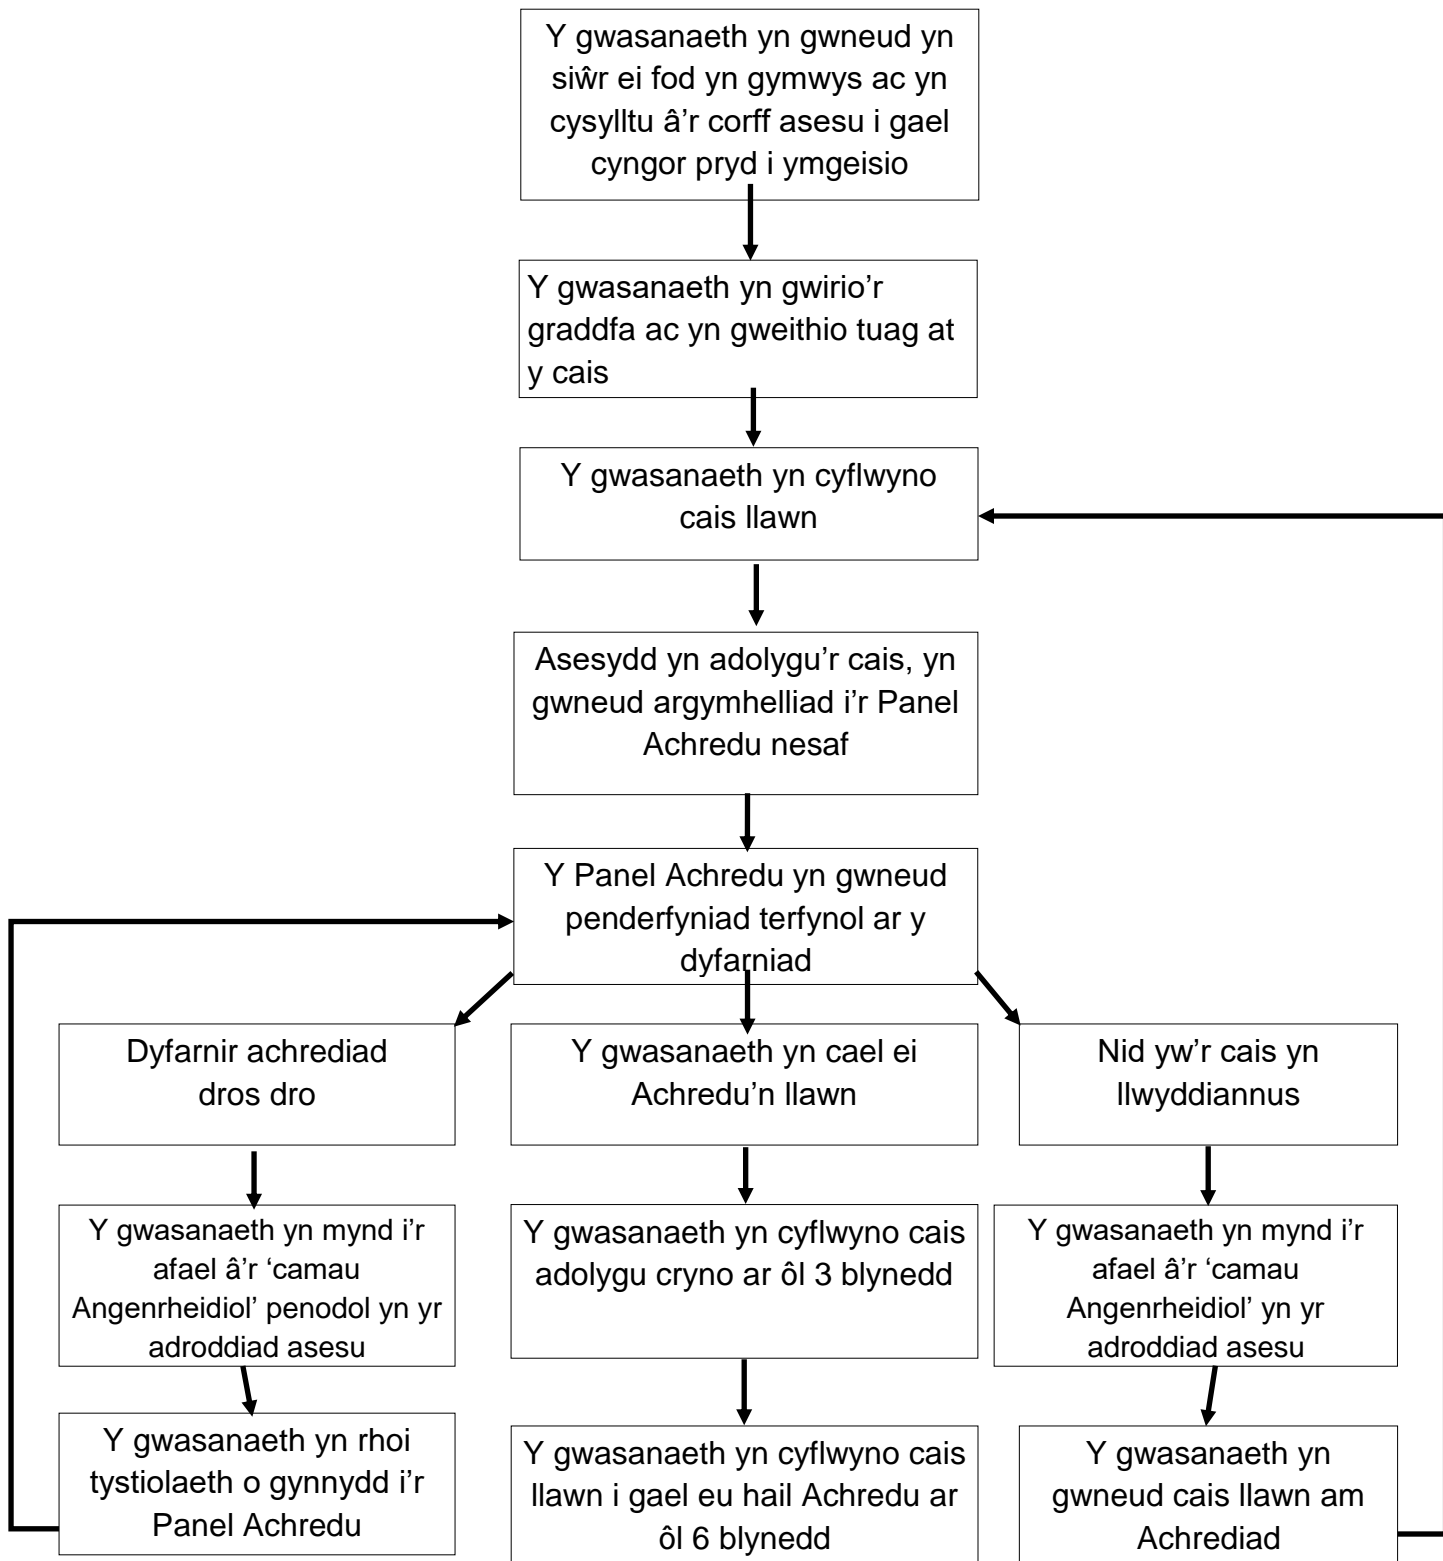 Y gwasanaeth yn gwneud yn
siŵr ei fod yn gymwys ac yn
cysylltu â’r corff asesu i gael
cyngor pryd i ymgeisio
Y gwasanaeth yn gwirio’r
graddfa ac yn gweithio tuag at
y cais
Y gwasanaeth yn cyflwyno
cais llawn
Asesydd yn adolygu’r cais, yn
gwneud argymhelliad i’r Panel
Achredu nesaf
Y Panel Achredu yn gwneud
penderfyniad terfynol ar y
dyfarniad
Dyfarnir achrediad
dros dro
Y gwasanaeth yn mynd i’r
afael â’r ‘camau
Angenrheidiol’ penodol yn yr
adroddiad asesu
Y gwasanaeth yn rhoi
tystiolaeth o gynnydd i’r
Panel Achredu
Y gwasanaeth yn cael ei
Achredu’n llawn
Y gwasanaeth yn cyflwyno cais
adolygu cryno ar ôl 3 blynedd
Y gwasanaeth yn cyflwyno cais
llawn i gael eu hail Achredu ar
ôl 6 blynedd
Nid yw’r cais yn
llwyddiannus
Y gwasanaeth yn mynd i’r
afael â’r ‘camau
Angenrheidiol’ yn yr
adroddiad asesu
Y gwasanaeth yn
gwneud cais llawn am
Achrediad